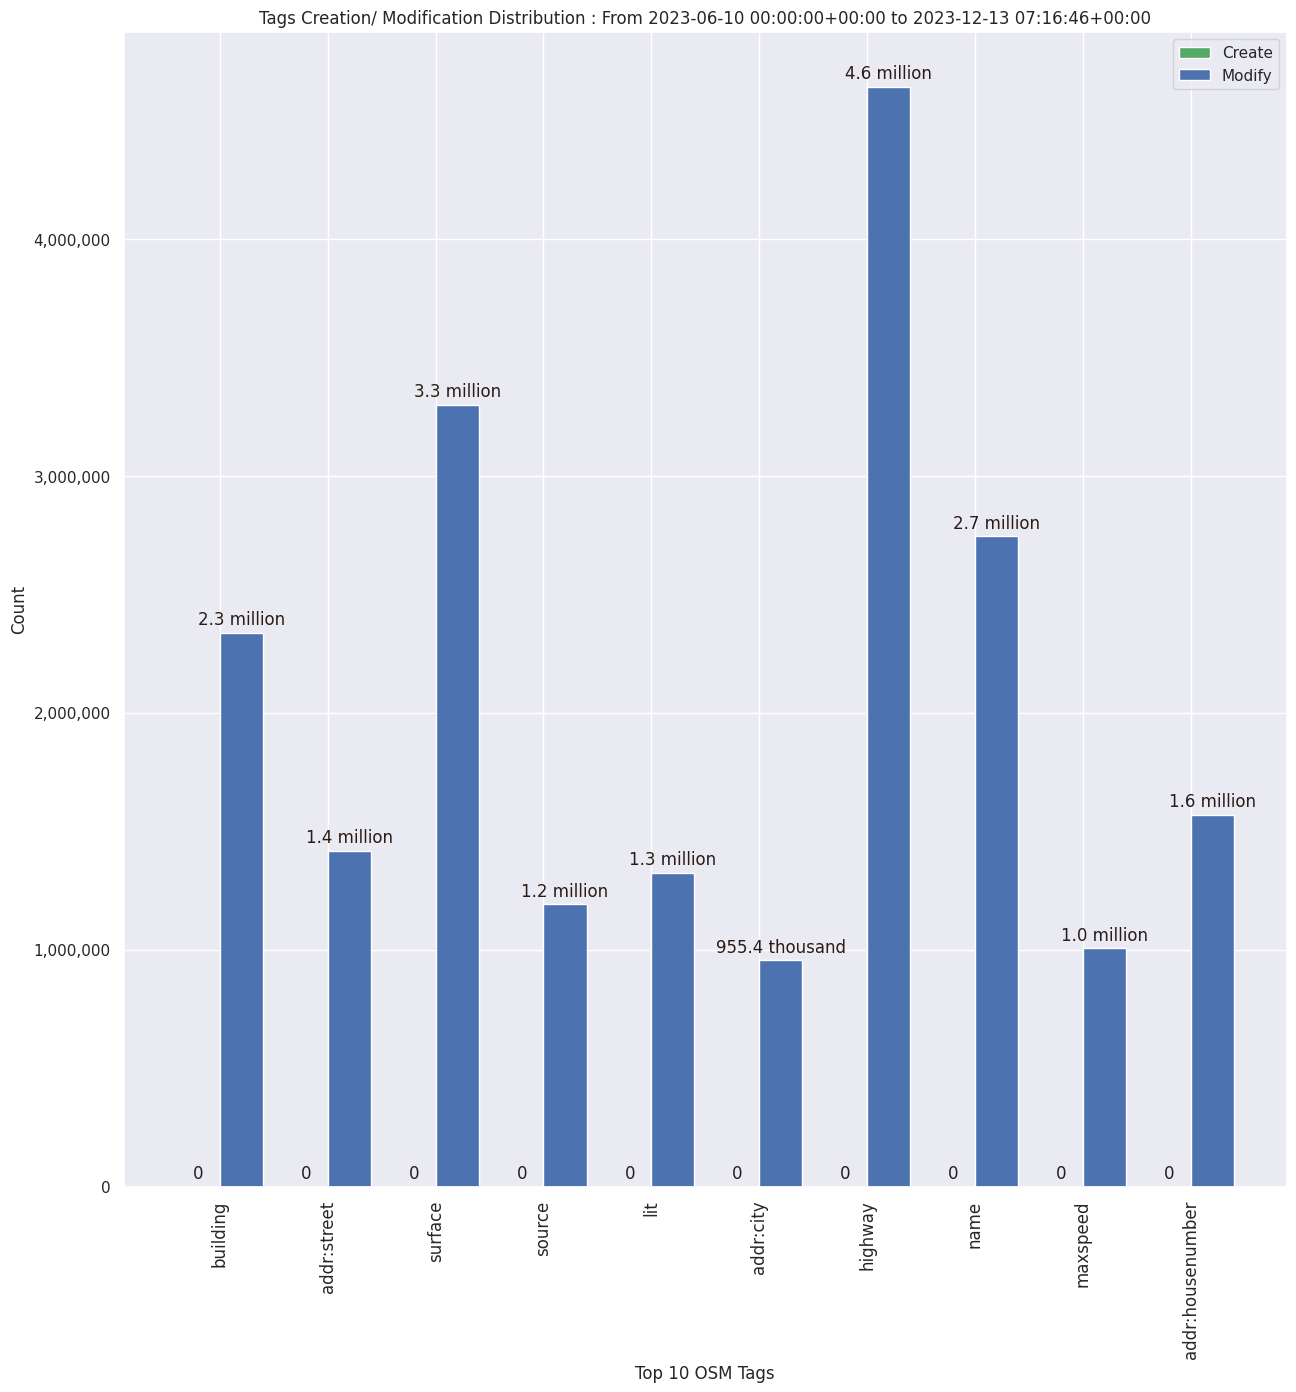 Tags Creation/ Modification Distribution : From 2023-06-10 00:00:00+00:00 to 2023-12-13 07:16:46+00:00
Create
Modify
4.6 million
4,000,000
3.3 million
3,000,000
2.7 million
2.3 million
Count
2,000,000
1.6 million
1.4 million
1.3 million
1.2 million
955.4 thousand
1.0 million
1,000,000
0 0 0 0 0 0 0 0 0 0
0
building
addr:street
surface
source
lit
addr:city
highway
name
maxspeed
addr:housenumber
Top 10 OSM Tags